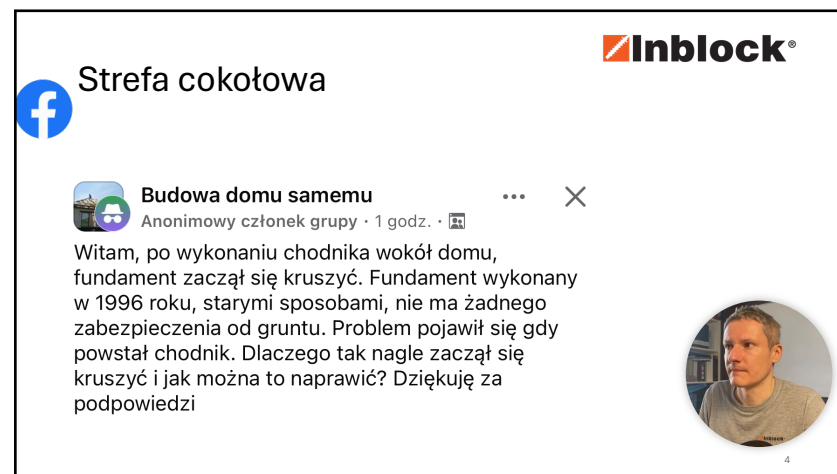 Inblock®
Strefa cokołowa
Budowa domu samemu
Anonimowy członek grupy · 1 godz. ·
Witam, po wykonaniu chodnika wokół domu,
fundament zaczął się kruszyć. Fundament wykonany
w 1996 roku, starymi sposobami, nie ma żadnego
zabezpieczenia od gruntu. Problem pojawił się gdy
powstał chodnik. Dlaczego tak nagle zaczął się
kruszyć i jak można to naprawić? Dziękuję za
podpowiedzi
Inblock
4